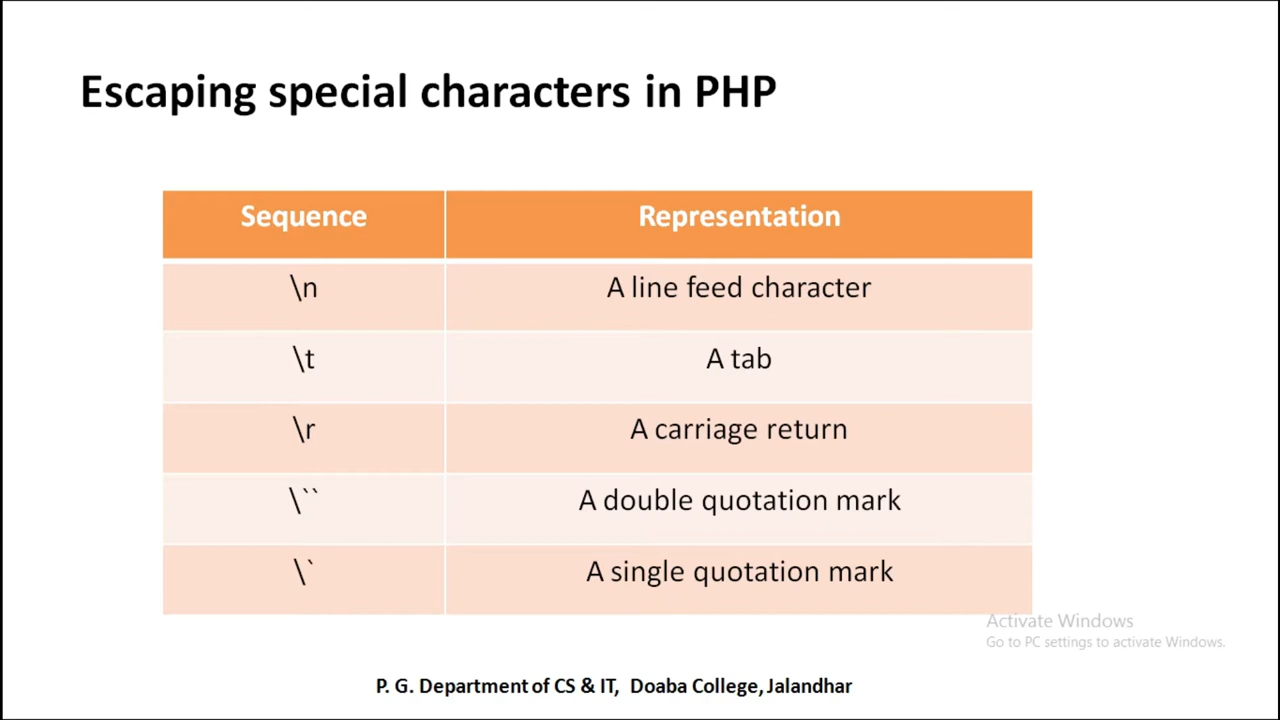 Escaping special characters in PHP
Sequence Representation
\n A line feed character
\t A tab
\r A carriage return
\`` A double quotation mark
\` A single quotation mark
Activate Windows
Go to PC settings to activate Windows.
P. G. Department of CS & IT, Doaba College, Jalandhar